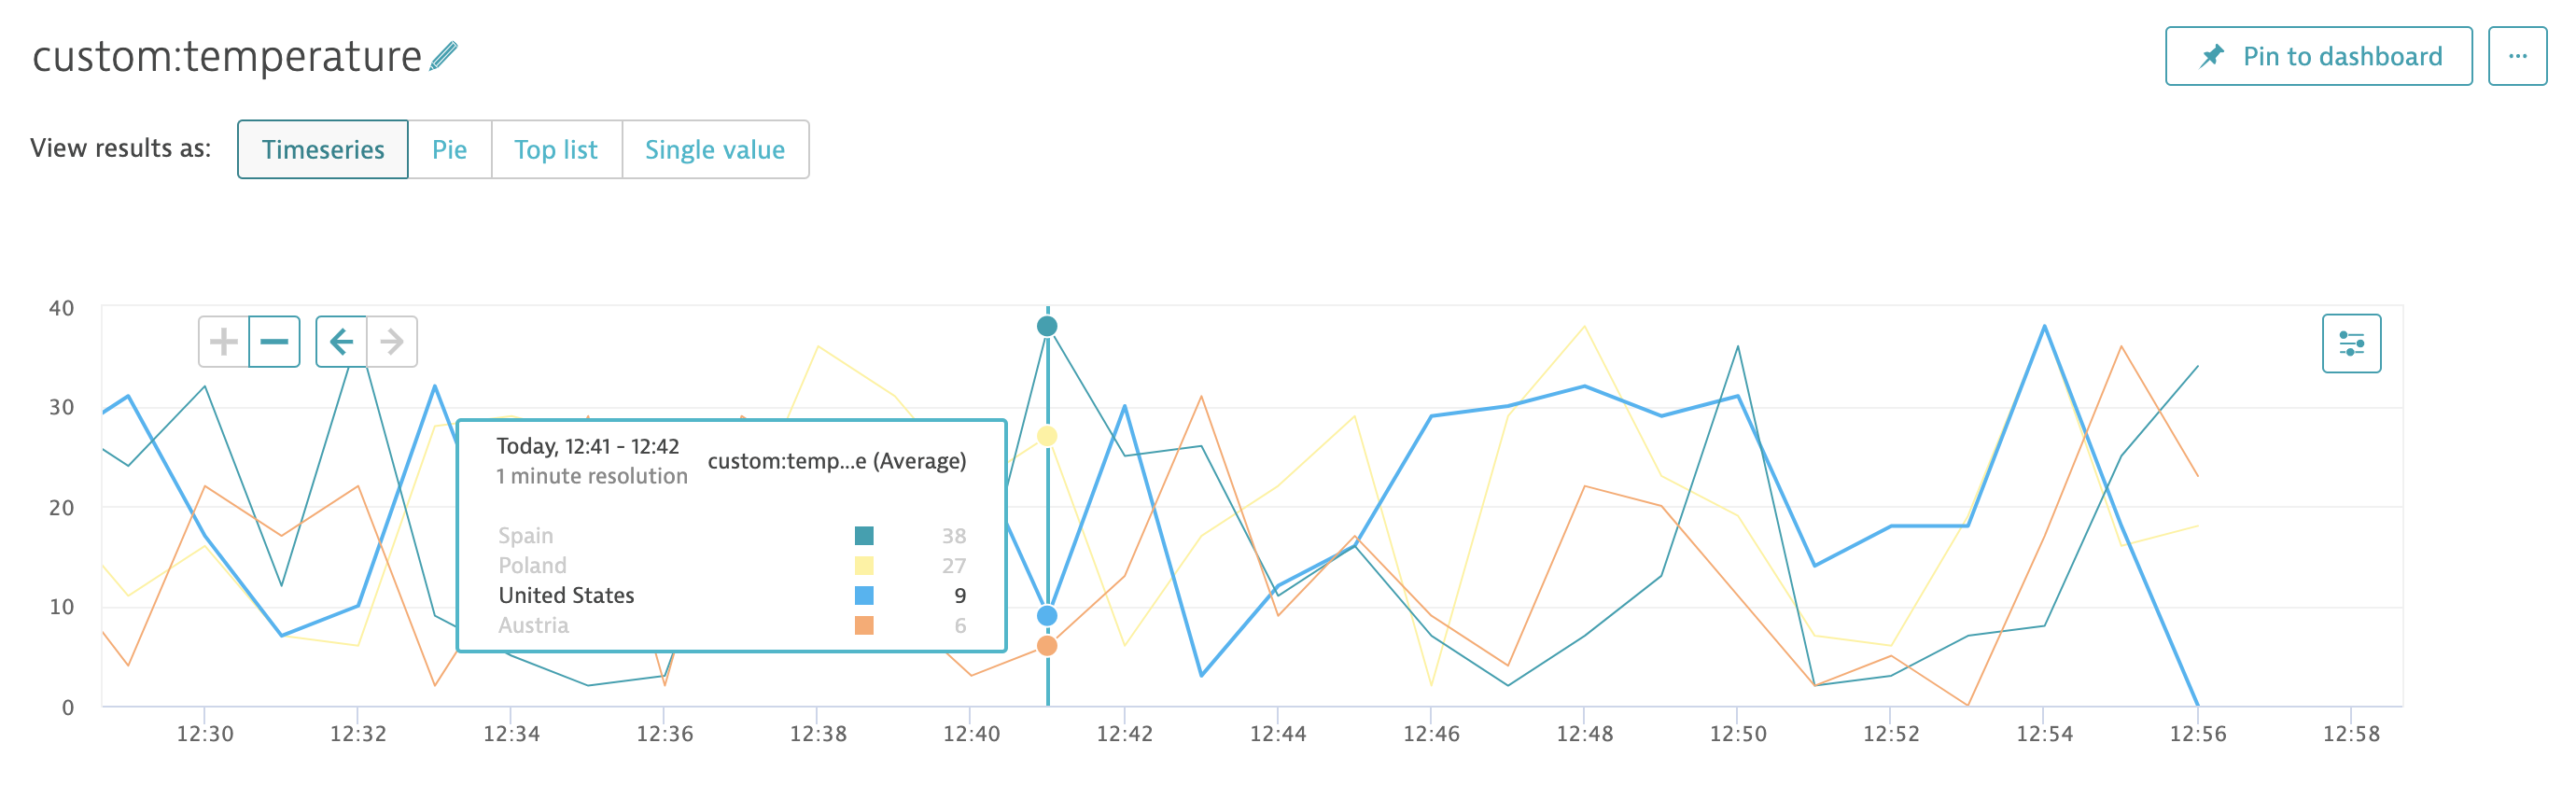 custom:temperature
Pin to dashboard
...
View results as:
Timeseries
Pie
Top list
Single value
40
30
20
10
0
Today, 12:41 - 12:42
1 minute resolution
custom:temp...e (Average)
Spain 38
Poland 27
United States 9
Austria 6
12:30 12:32 12:34 12:36 12:38 12:40 12:42 12:44 12:46 12:48 12:50 12:52 12:54 12:56 12:58